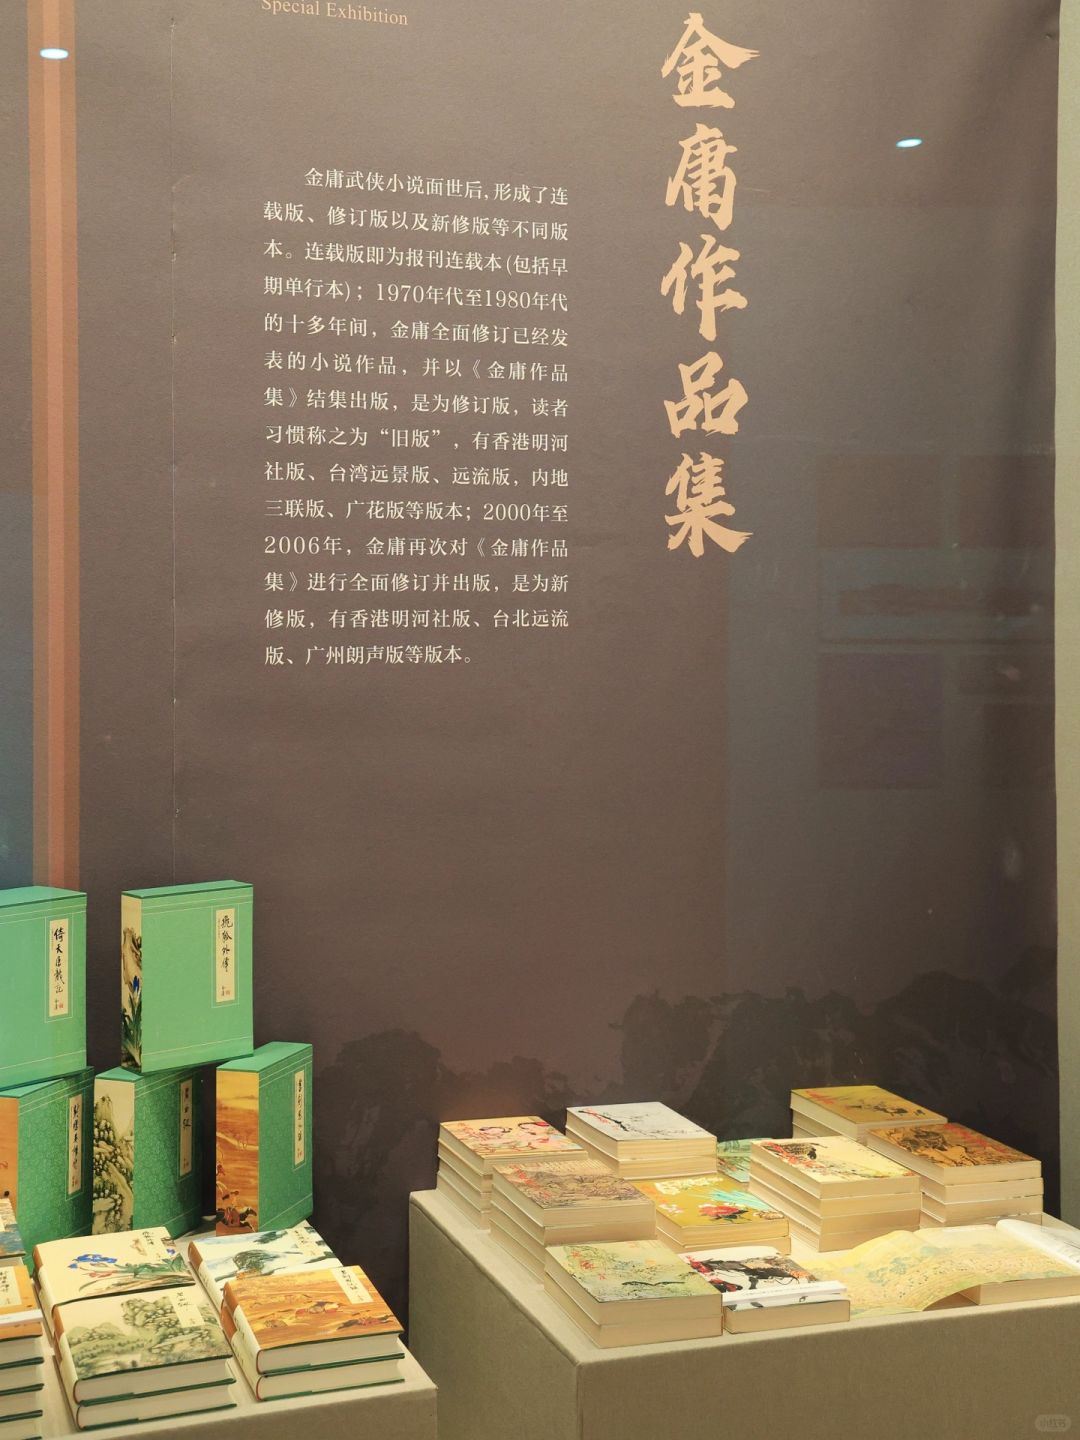 Special Exhibition
金庸作品集
金庸武侠小说面世后，形成了连
载版、修订版以及新修版等不同版
本。连载版即为报刊连载本（包括早
期单行本）；1970年代至1980年代
的十多年间，金庸全面修订已经发
表的小说作品，并以《金庸作品
集》结集出版，是为修订版，读者
习惯称之为“旧版”，有香港明河
社版、台湾远景版、远流版，内地
三联版、广花版等版本；2000年至
2006年，金庸再次对《金庸作品
集》进行全面修订并出版，是为新
修版，有香港明河社版、台北远流
版、广州朗声版等版本。
倚天屠龍記
飛狐外傳
小红书